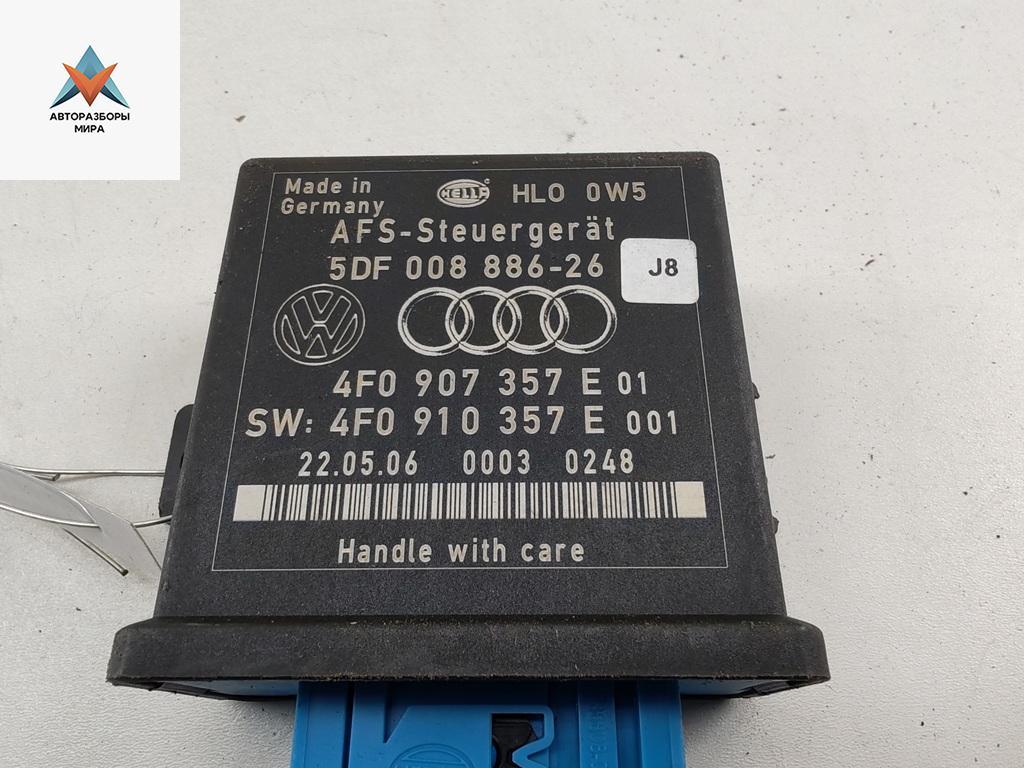 АВТОРАЗБОРЫ
МИРА
Made in
Germany
HELLA
HLO 0W5
AFS-Steuergerät
5DF 008 886-26
J8
4F0 907 357 E 01
SW: 4F0 910 357 E 001
22.05.06 0003 0248
Handle with care